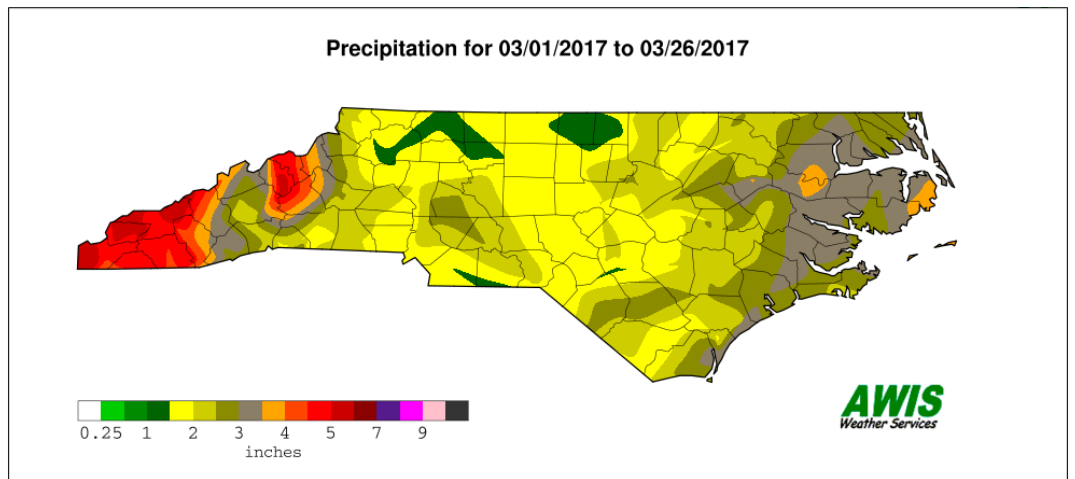 Precipitation for 03/01/2017 to 03/26/2017
0.25 1 2 3 4 5 7 9
inches
AWIS
Weather Services